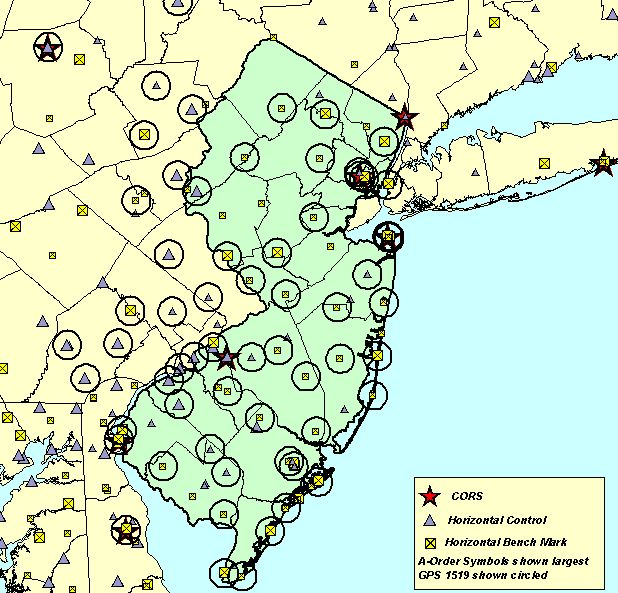 CORS
Horizontal Control
Horizontal Bench Mark
A-Order Symbols shown largest
GPS 1519 shown circled